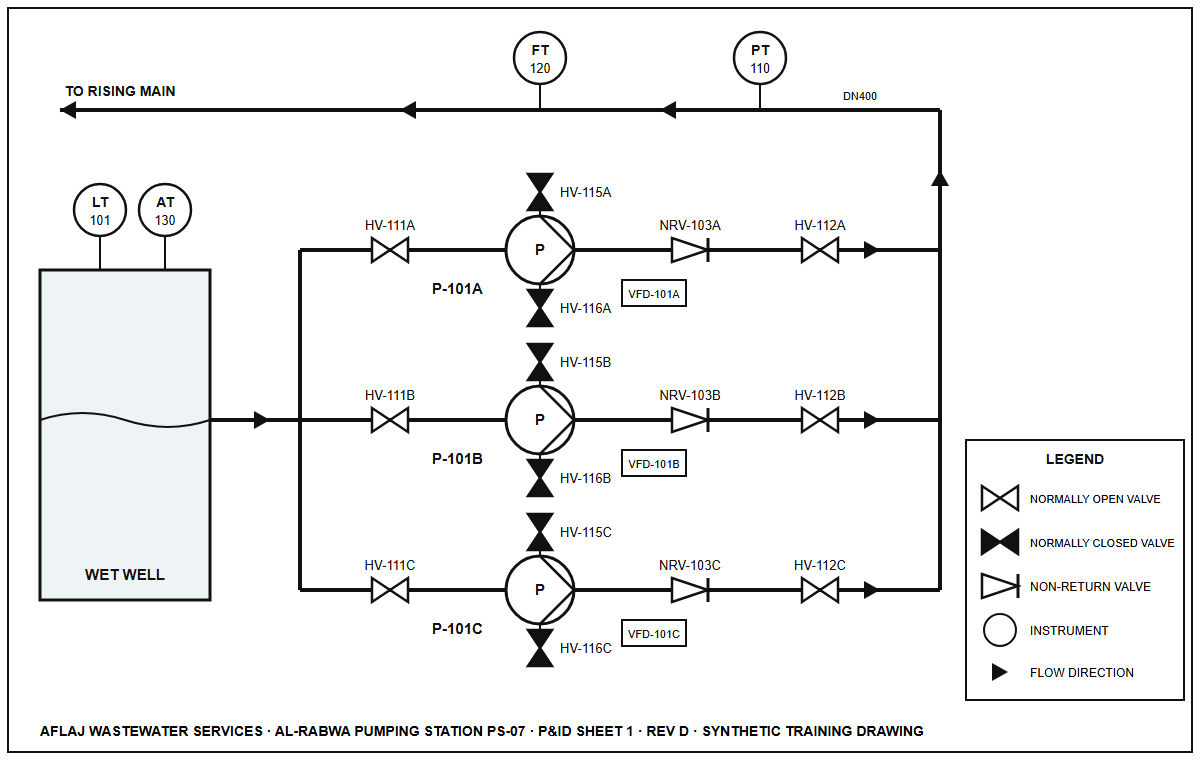 FT
120
PT
110
TO RISING MAIN
DN400
LT
101
AT
130
HV-115A
HV-111A
NRV-103A
HV-112A
P
P-101A
VFD-101A
HV-116A
HV-115B
HV-111B
NRV-103B
HV-112B
P
P-101B
VFD-101B
HV-116B
HV-115C
HV-111C
NRV-103C
HV-112C
P
P-101C
VFD-101C
HV-116C
WET WELL
LEGEND
NORMALLY OPEN VALVE
NORMALLY CLOSED VALVE
NON-RETURN VALVE
INSTRUMENT
FLOW DIRECTION
AFLAJ WASTEWATER SERVICES · AL-RABWA PUMPING STATION PS-07 · P&ID SHEET 1 · REV D · SYNTHETIC TRAINING DRAWING